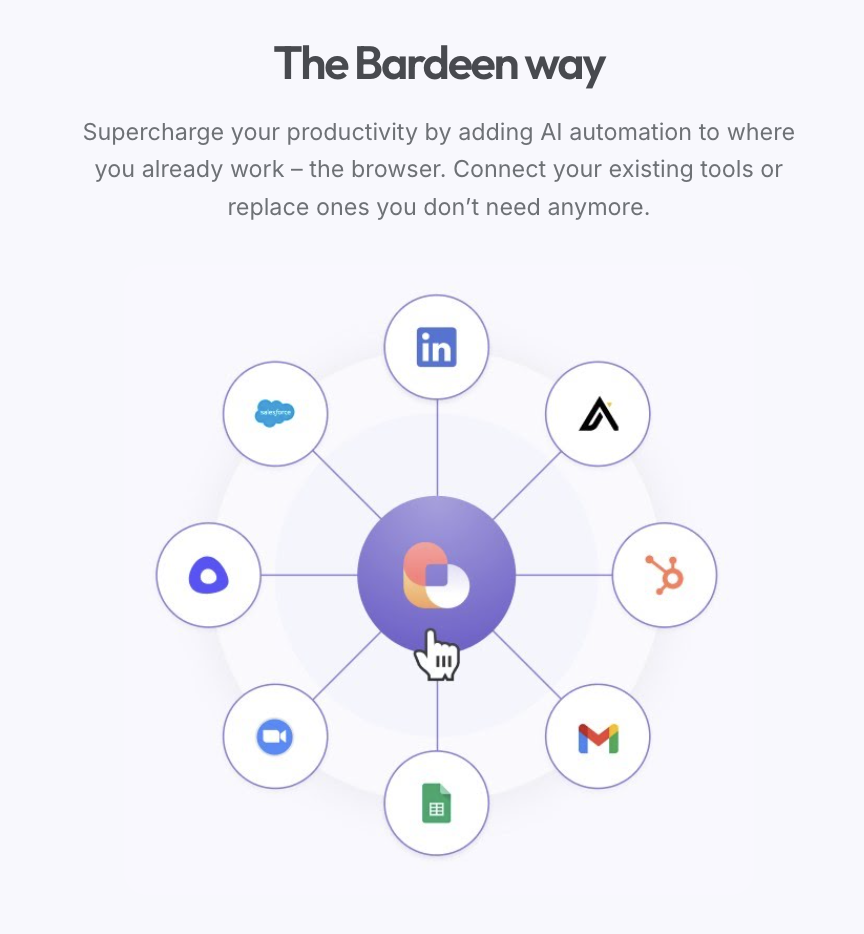 The Bardeen way
Supercharge your productivity by adding AI automation to where
you already work – the browser. Connect your existing tools or
replace ones you don’t need anymore.
in
salesforce